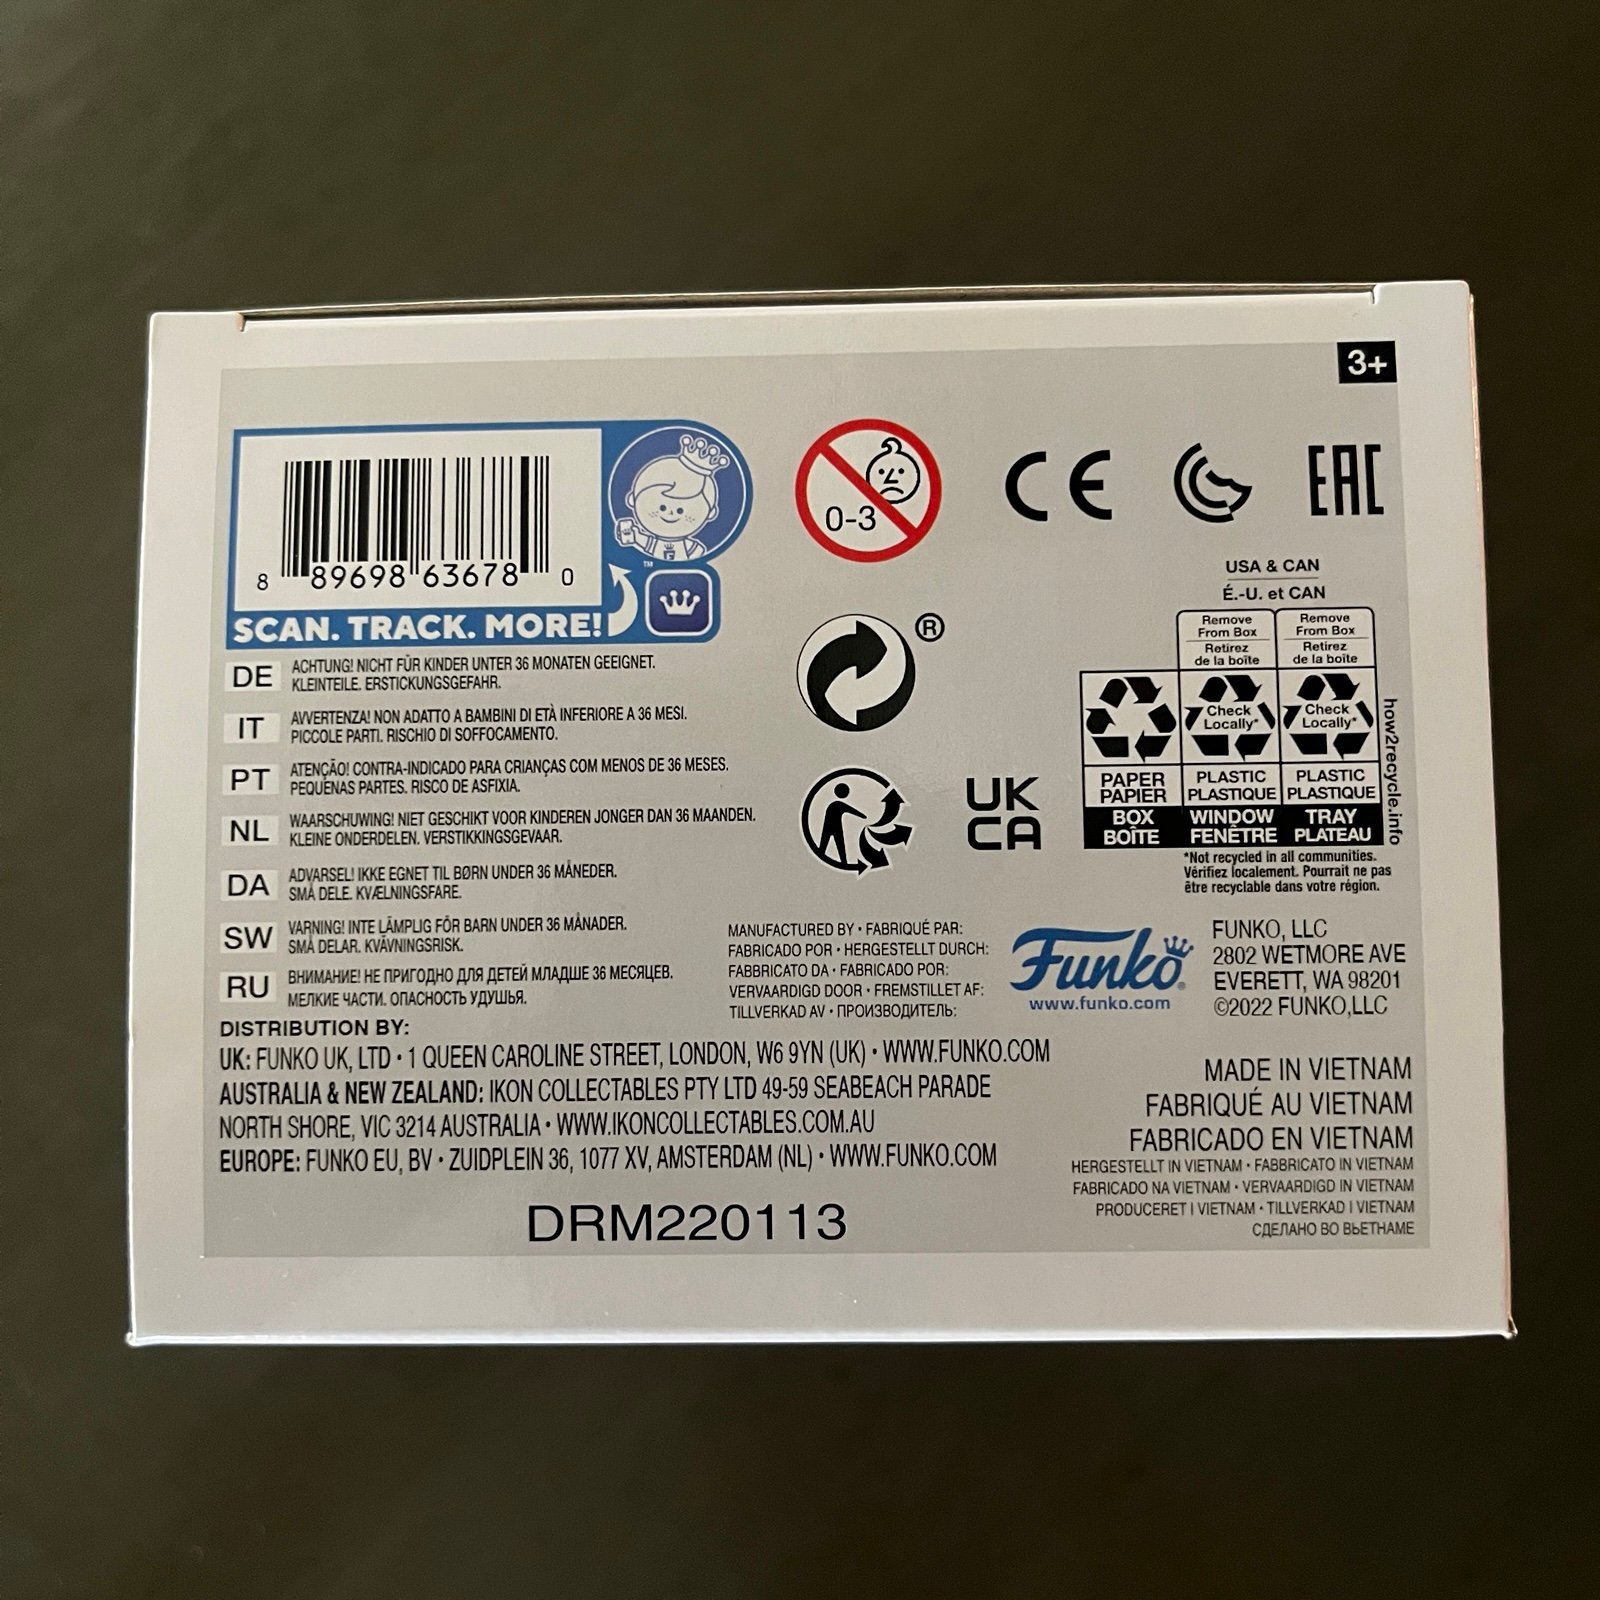 3+
8 89698 63678 0
SCAN. TRACK. MORE!
TM
0-3
CE
EAC
®
UK
CA
USA & CAN
É.-U. et CAN
Remove
From Box
Retirez
de la boîte
Remove
From Box
Retirez
de la boîte
Check
Locally*
Check
Locally*
PAPER
PAPIER
PLASTIC
PLASTIQUE
PLASTIC
PLASTIQUE
BOX
BOÎTE
WINDOW
FENÊTRE
TRAY
PLATEAU
how2recycle.info
*Not recycled in all communities.
Vérifiez localement. Pourrait ne pas
être recyclable dans votre région.
DE ACHTUNG! NICHT FÜR KINDER UNTER 36 MONATEN GEEIGNET.
KLEINTEILE. ERSTICKUNGSGEFAHR.
IT AVVERTENZA! NON ADATTO A BAMBINI DI ETÀ INFERIORE A 36 MESI.
PICCOLE PARTI. RISCHIO DI SOFFOCAMENTO.
PT ATENÇÃO! CONTRA-INDICADO PARA CRIANÇAS COM MENOS DE 36 MESES.
PEQUENAS PARTES. RISCO DE ASFIXIA.
NL WAARSCHUWING! NIET GESCHIKT VOOR KINDEREN JONGER DAN 36 MAANDEN.
KLEINE ONDERDELEN. VERSTIKKINGSGEVAAR.
DA ADVARSEL! IKKE EGNET TIL BØRN UNDER 36 MÅNEDER.
SMÅ DELE. KVÆLNINGSFARE.
SW VARNING! INTE LÄMPLIG FÖR BARN UNDER 36 MÅNADER.
SMÅ DELAR. KVÄVNINGSRISK.
RU ВНИМАНИЕ! НЕ ПРИГОДНО ДЛЯ ДЕТЕЙ МЛАДШЕ 36 МЕСЯЦЕВ.
МЕЛКИЕ ЧАСТИ. ОПАСНОСТЬ УДУШЬЯ.
MANUFACTURED BY • FABRIQUÉ PAR:
FABRICADO POR • HERGESTELLT DURCH:
FABBRICATO DA • FABRICADO POR:
VERVAARDIGD DOOR • FREMSTILLET AF:
TILLVERKAD AV • ПРОИЗВОДИТЕЛЬ:
Funko®
www.funko.com
FUNKO, LLC
2802 WETMORE AVE
EVERETT, WA 98201
©2022 FUNKO,LLC
DISTRIBUTION BY:
UK: FUNKO UK, LTD • 1 QUEEN CAROLINE STREET, LONDON, W6 9YN (UK) • WWW.FUNKO.COM
AUSTRALIA & NEW ZEALAND: IKON COLLECTABLES PTY LTD 49-59 SEABEACH PARADE
NORTH SHORE, VIC 3214 AUSTRALIA • WWW.IKONCOLLECTABLES.COM.AU
EUROPE: FUNKO EU, BV • ZUIDPLEIN 36, 1077 XV, AMSTERDAM (NL) • WWW.FUNKO.COM
MADE IN VIETNAM
FABRIQUÉ AU VIETNAM
FABRICADO EN VIETNAM
HERGESTELLT IN VIETNAM • FABBRICATO IN VIETNAM
FABRICADO NA VIETNAM • VERVAARDIGD IN VIETNAM
PRODUCERET I VIETNAM • TILLVERKAD I VIETNAM
СДЕЛАНО ВО ВЬЕТНАМЕ
DRM220113